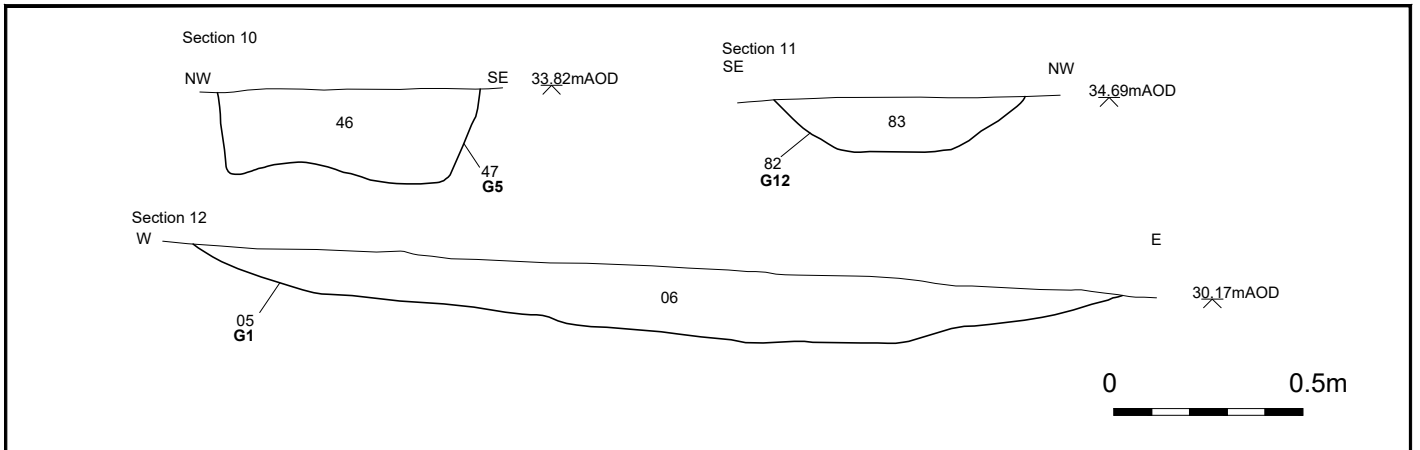 Section 10
NW
SE
33.82mAOD
46
47
G5
Section 11
SE
NW
34.69mAOD
83
82
G12
Section 12
W
E
30.17mAOD
06
05
G1
0 0.5m